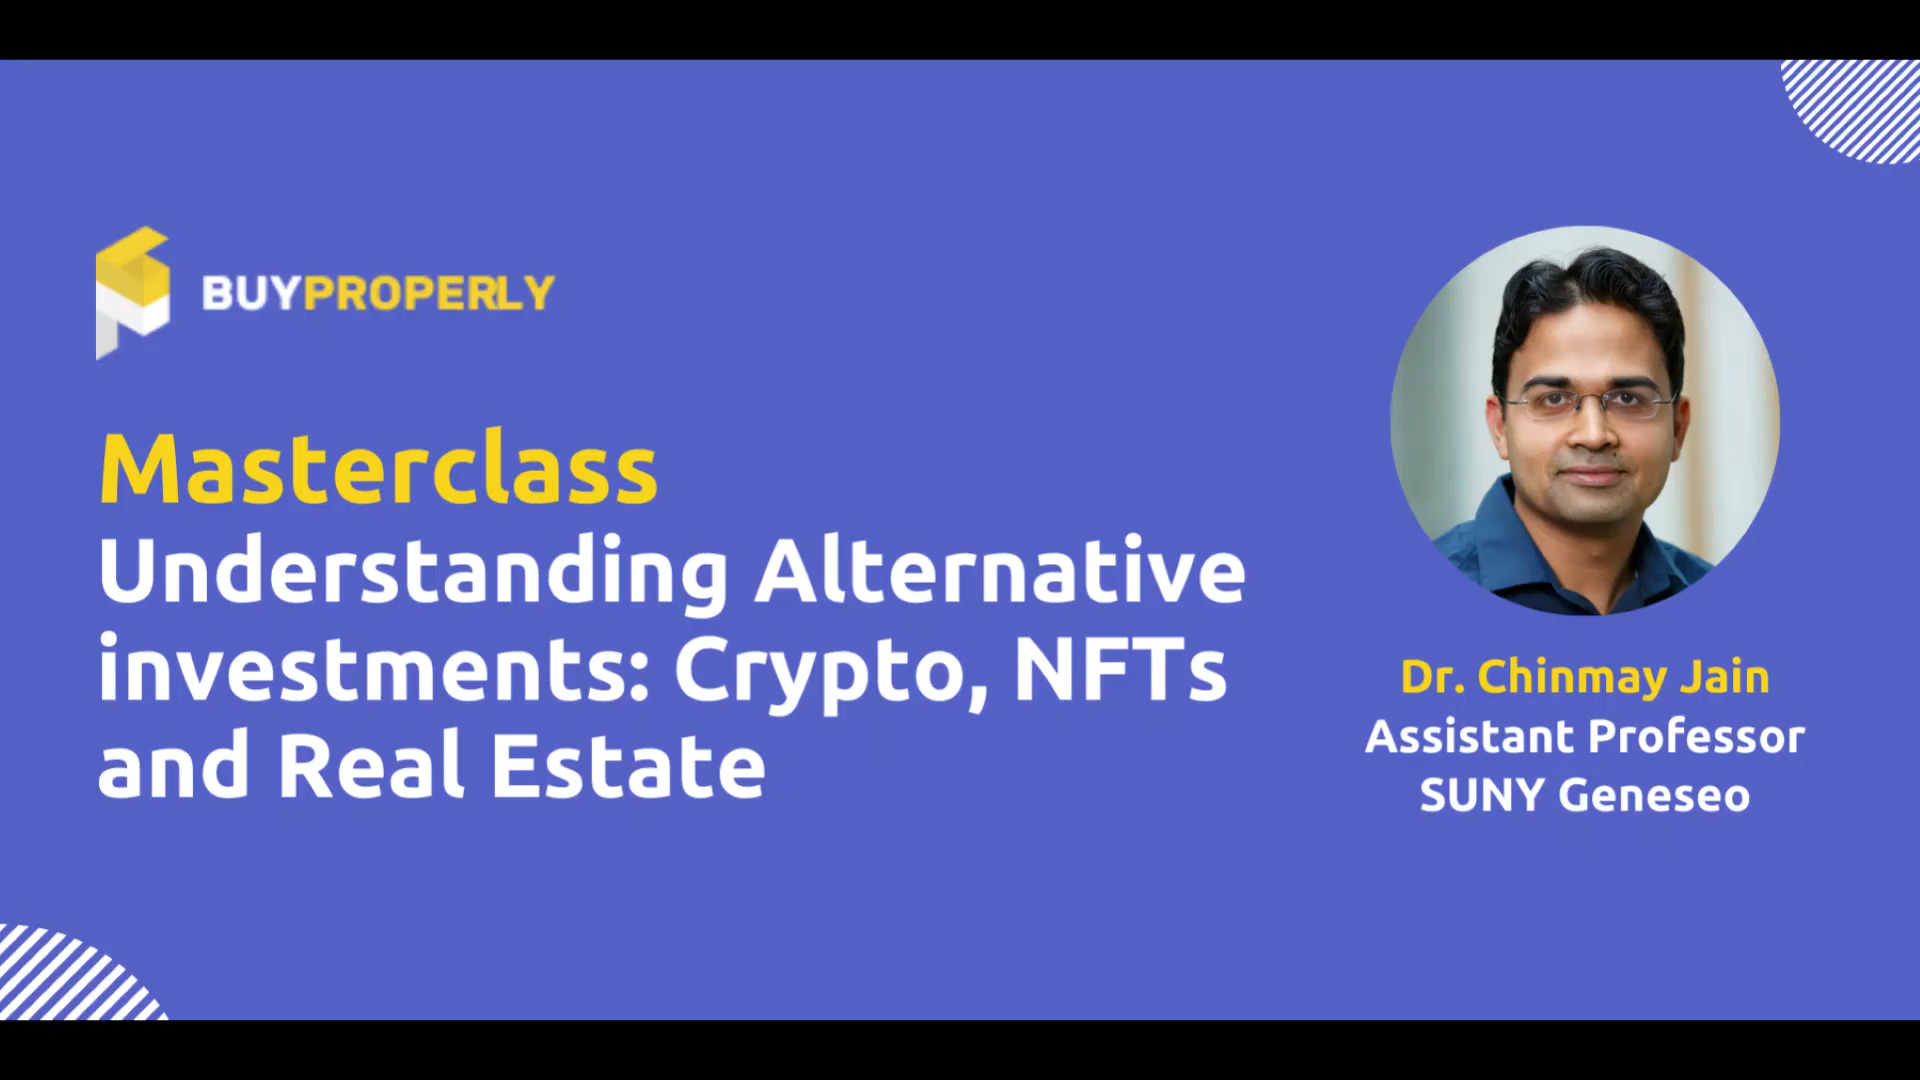 BUYPROPERLY
Masterclass
Understanding Alternative
investments: Crypto, NFTs
and Real Estate
Dr. Chinmay Jain
Assistant Professor
SUNY Geneseo